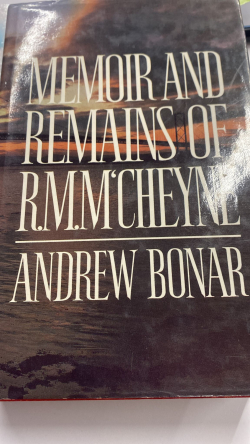 MEMOIR AND
REMAINS OF
R.M.M‘CHEYNE
ANDREW BONAR